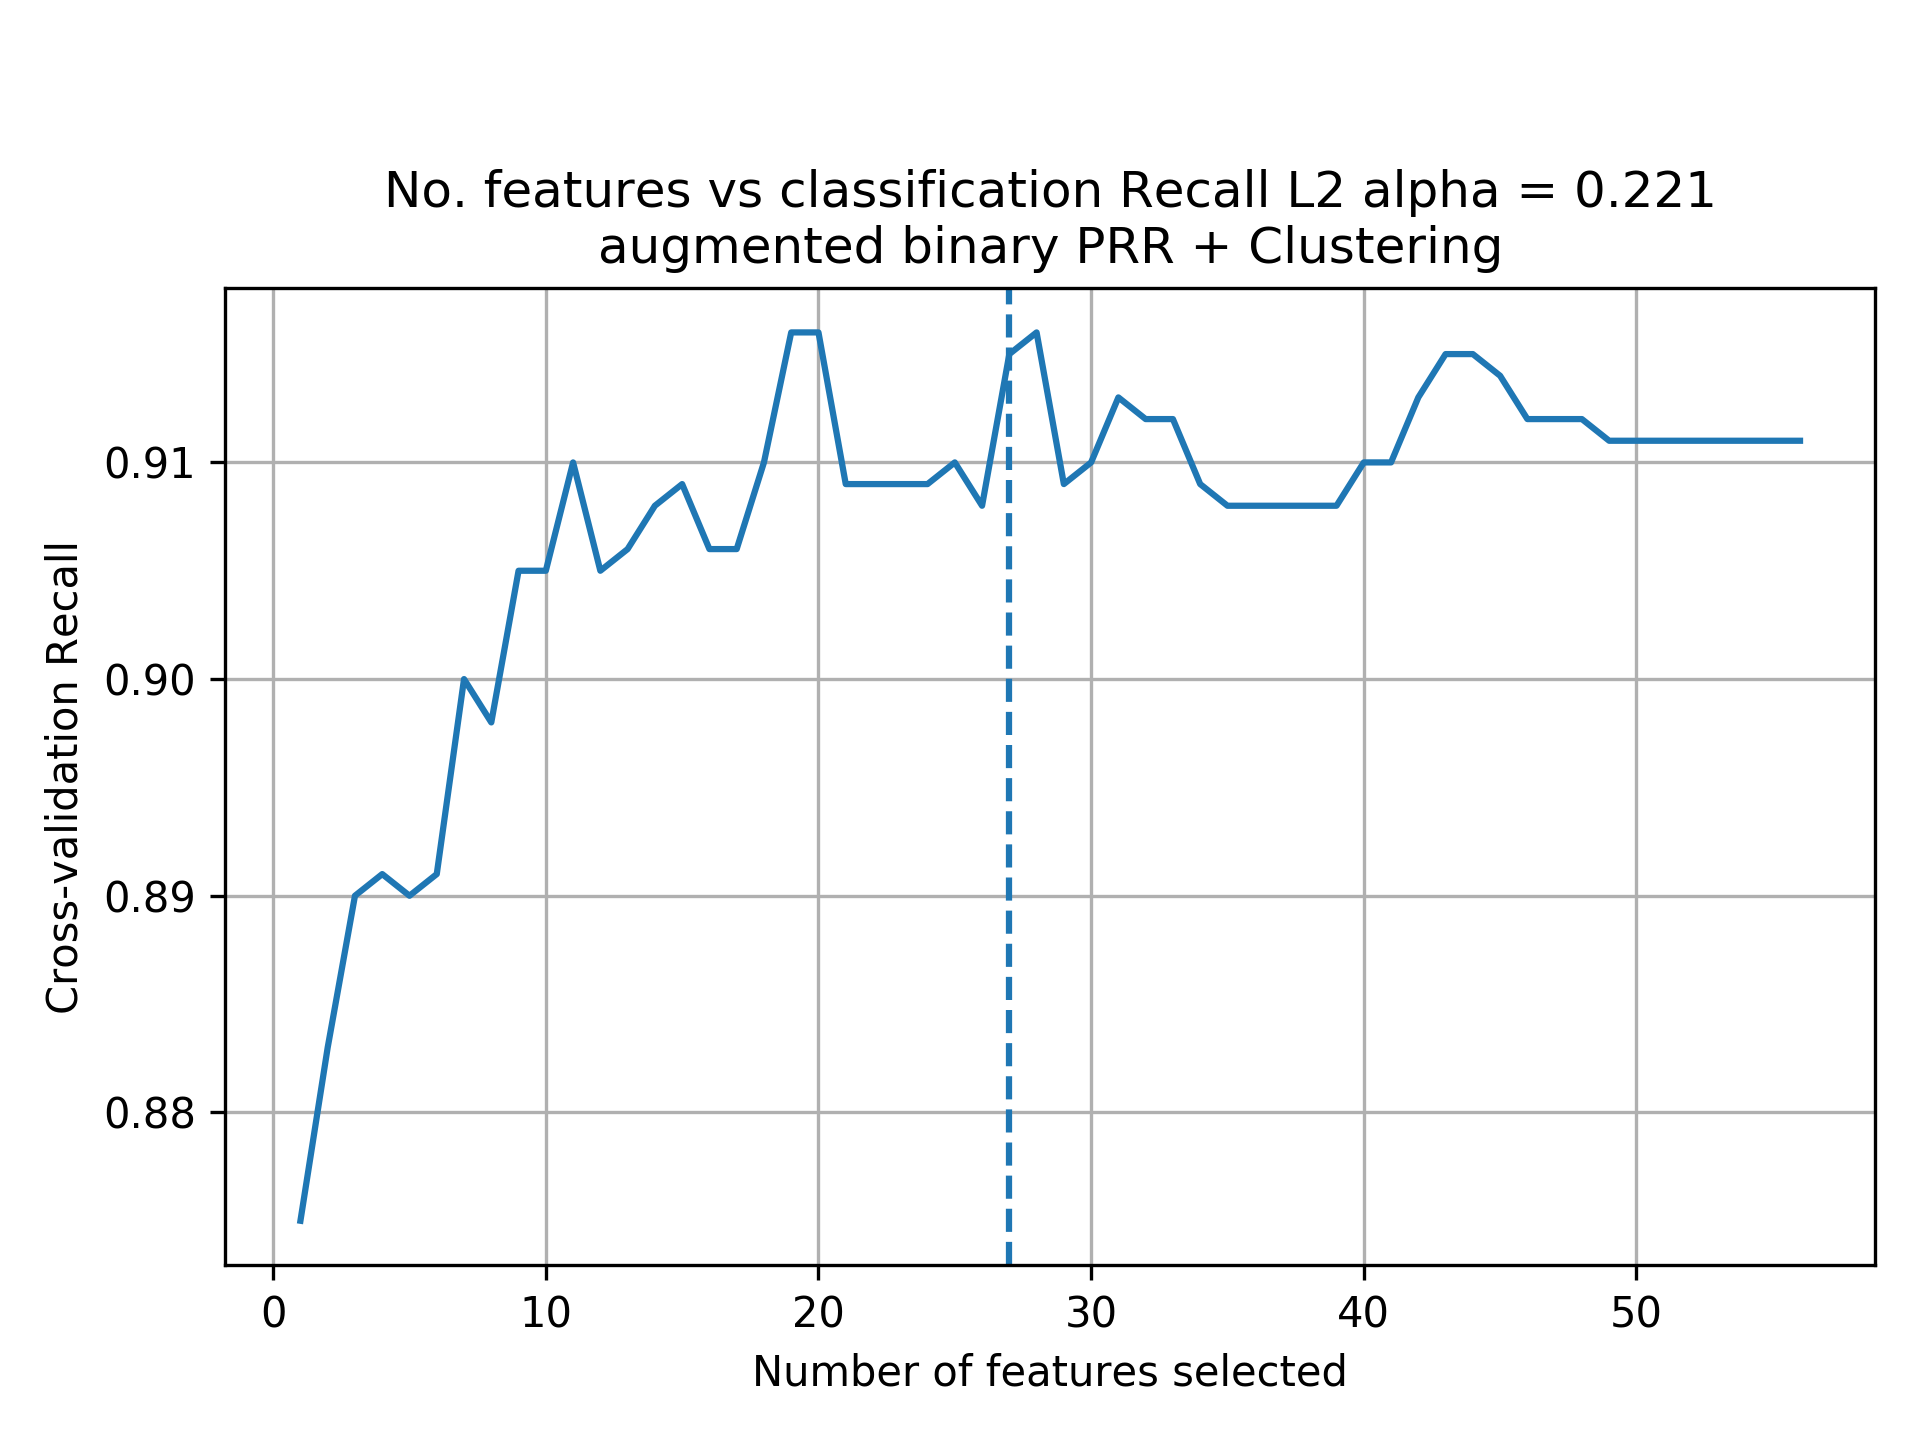 No. features vs classification Recall L2 alpha = 0.221
augmented binary PRR + Clustering
Cross-validation Recall
0.91
0.90
0.89
0.88
0 10 20 30 40 50
Number of features selected